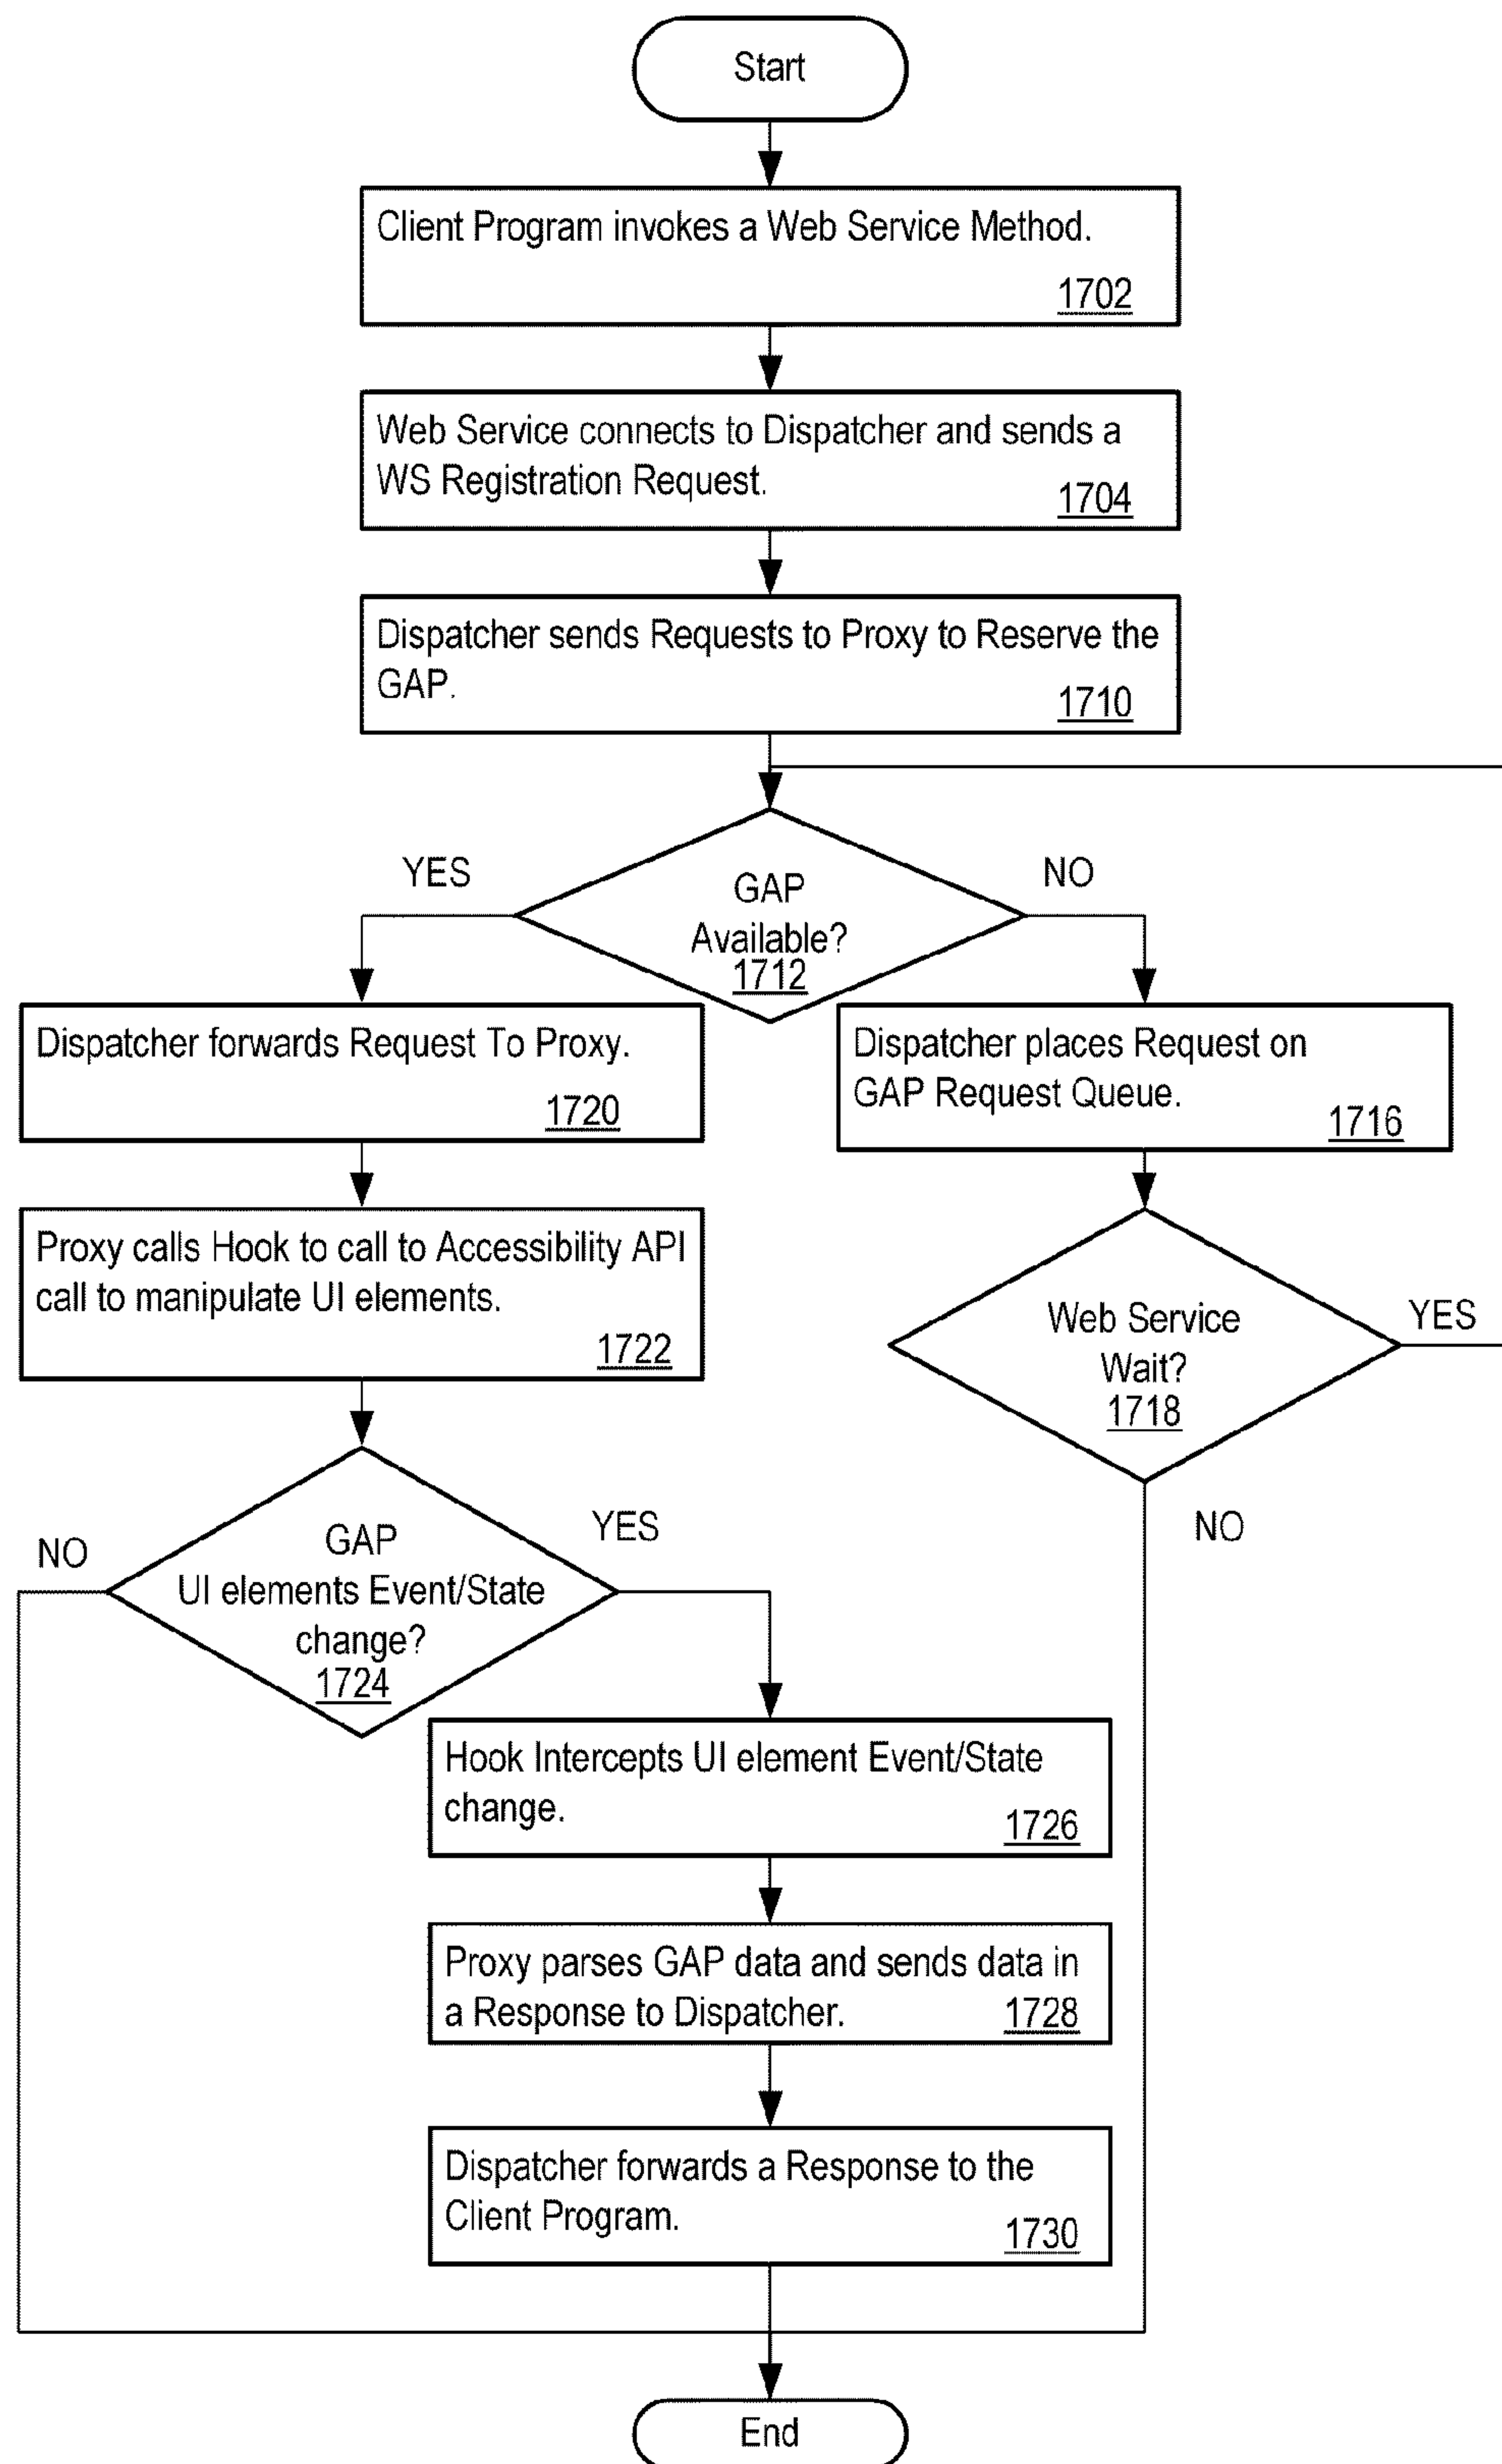 Start
Client Program invokes a Web Service Method.
1702
Web Service connects to Dispatcher and sends a
WS Registration Request.
1704
Dispatcher sends Requests to Proxy to Reserve the
GAP.
1710
YES
NO
GAP
Available?
1712
Dispatcher forwards Request To Proxy.
1720
Dispatcher places Request on
GAP Request Queue.
1716
Proxy calls Hook to call to Accessibility API
call to manipulate UI elements.
1722
Web Service
Wait?
1718
YES
NO
NO
YES
GAP
UI elements Event/State
change?
1724
Hook Intercepts UI element Event/State
change.
1726
Proxy parses GAP data and sends data in
a Response to Dispatcher.
1728
Dispatcher forwards a Response to the
Client Program.
1730
End